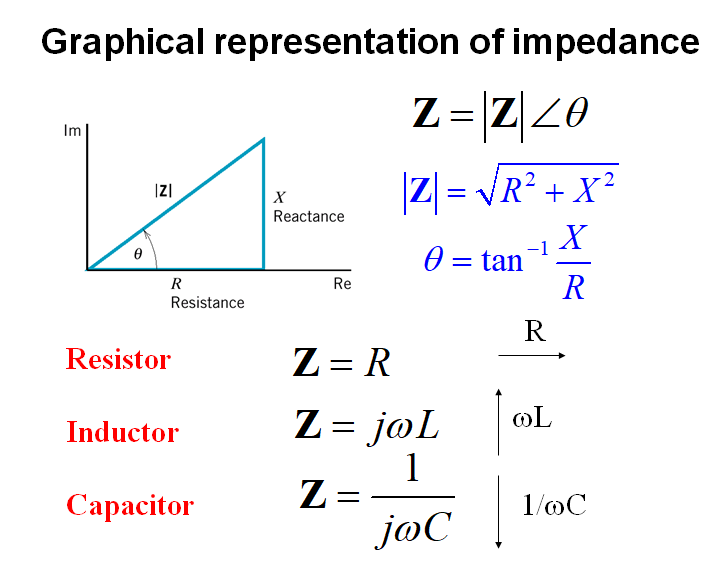 Graphical representation of impedance
Im
|Z|
X
Reactance
θ
R
Resistance
Re
Z = |Z| ∠θ
|Z| = √(R² + X²)
θ = tan⁻¹ X/R
Resistor Z = R R
Inductor Z = jωL ωL
Capacitor Z = 1/jωC 1/ωC